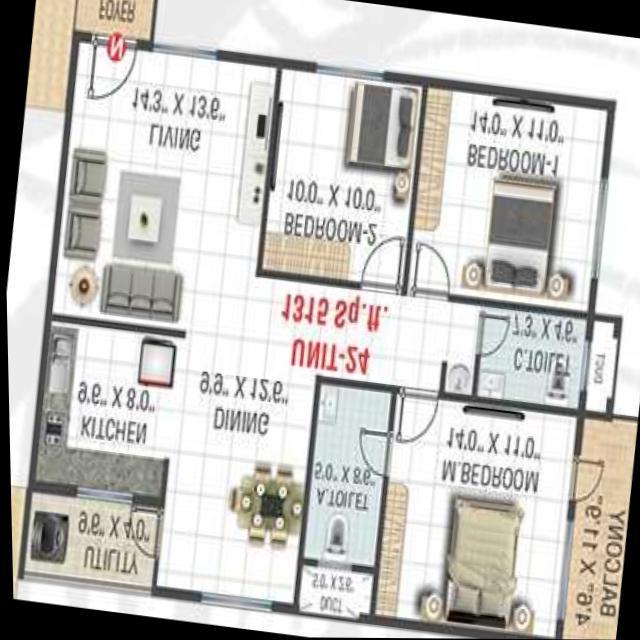 FOYER
N
14'3" X 13'6"
LIVING
10'0" X 10'0"
BEDROOM-2
14'0" X 11'0"
BEDROOM-1
1315 Sq.ft.
UNIT-24
7'3" X 4'6"
C.TOILET
DUCT
9'6" X 8'0"
KITCHEN
9'9" X 12'6"
DINING
5'0" X 8'6"
A.TOILET
14'0" X 11'0"
M.BEDROOM
9'6" X 4'0"
UTILITY
5'0" X 2'6"
DUCT
4'6" X 11'9"
BALCONY